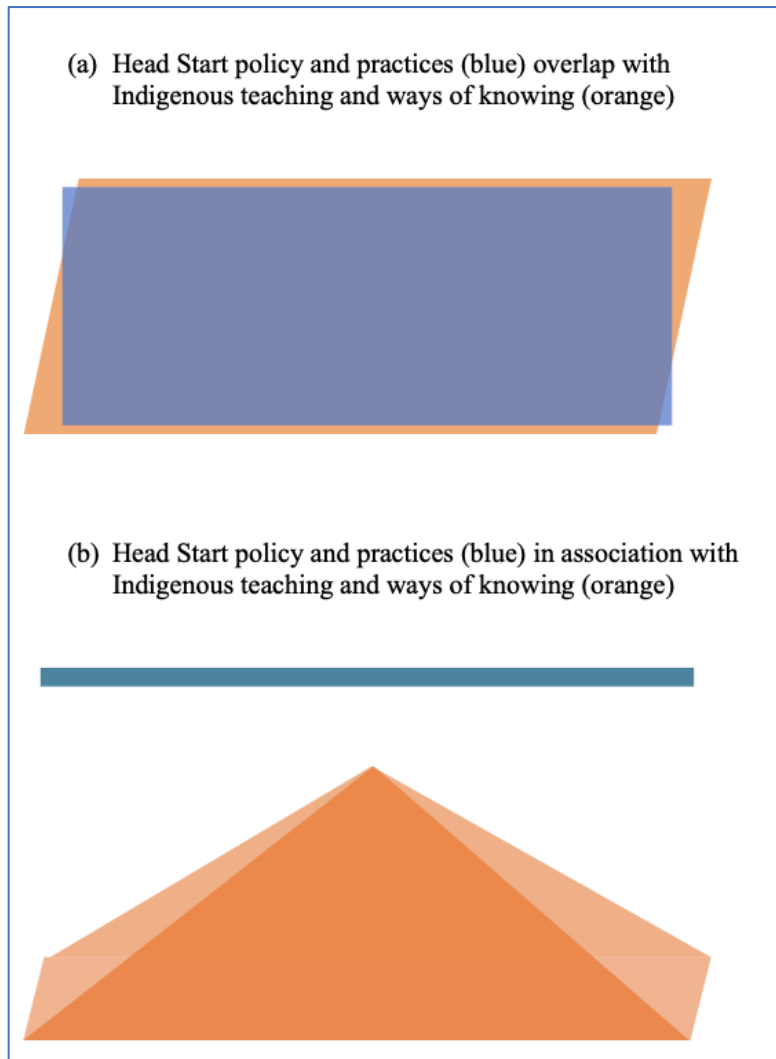 (a) Head Start policy and practices (blue) overlap with
Indigenous teaching and ways of knowing (orange)
(b) Head Start policy and practices (blue) in association with
Indigenous teaching and ways of knowing (orange)